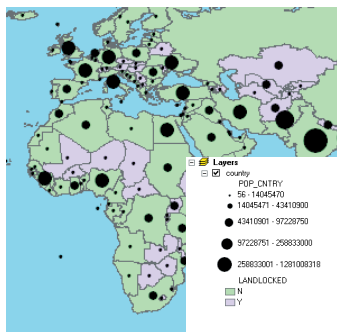 Layers
country
POP_CNTRY
56 - 14045470
14045471 - 43410900
43410901 - 97228750
97228751 - 258833000
258833001 - 1281008318
LANDLOCKED
N
Y